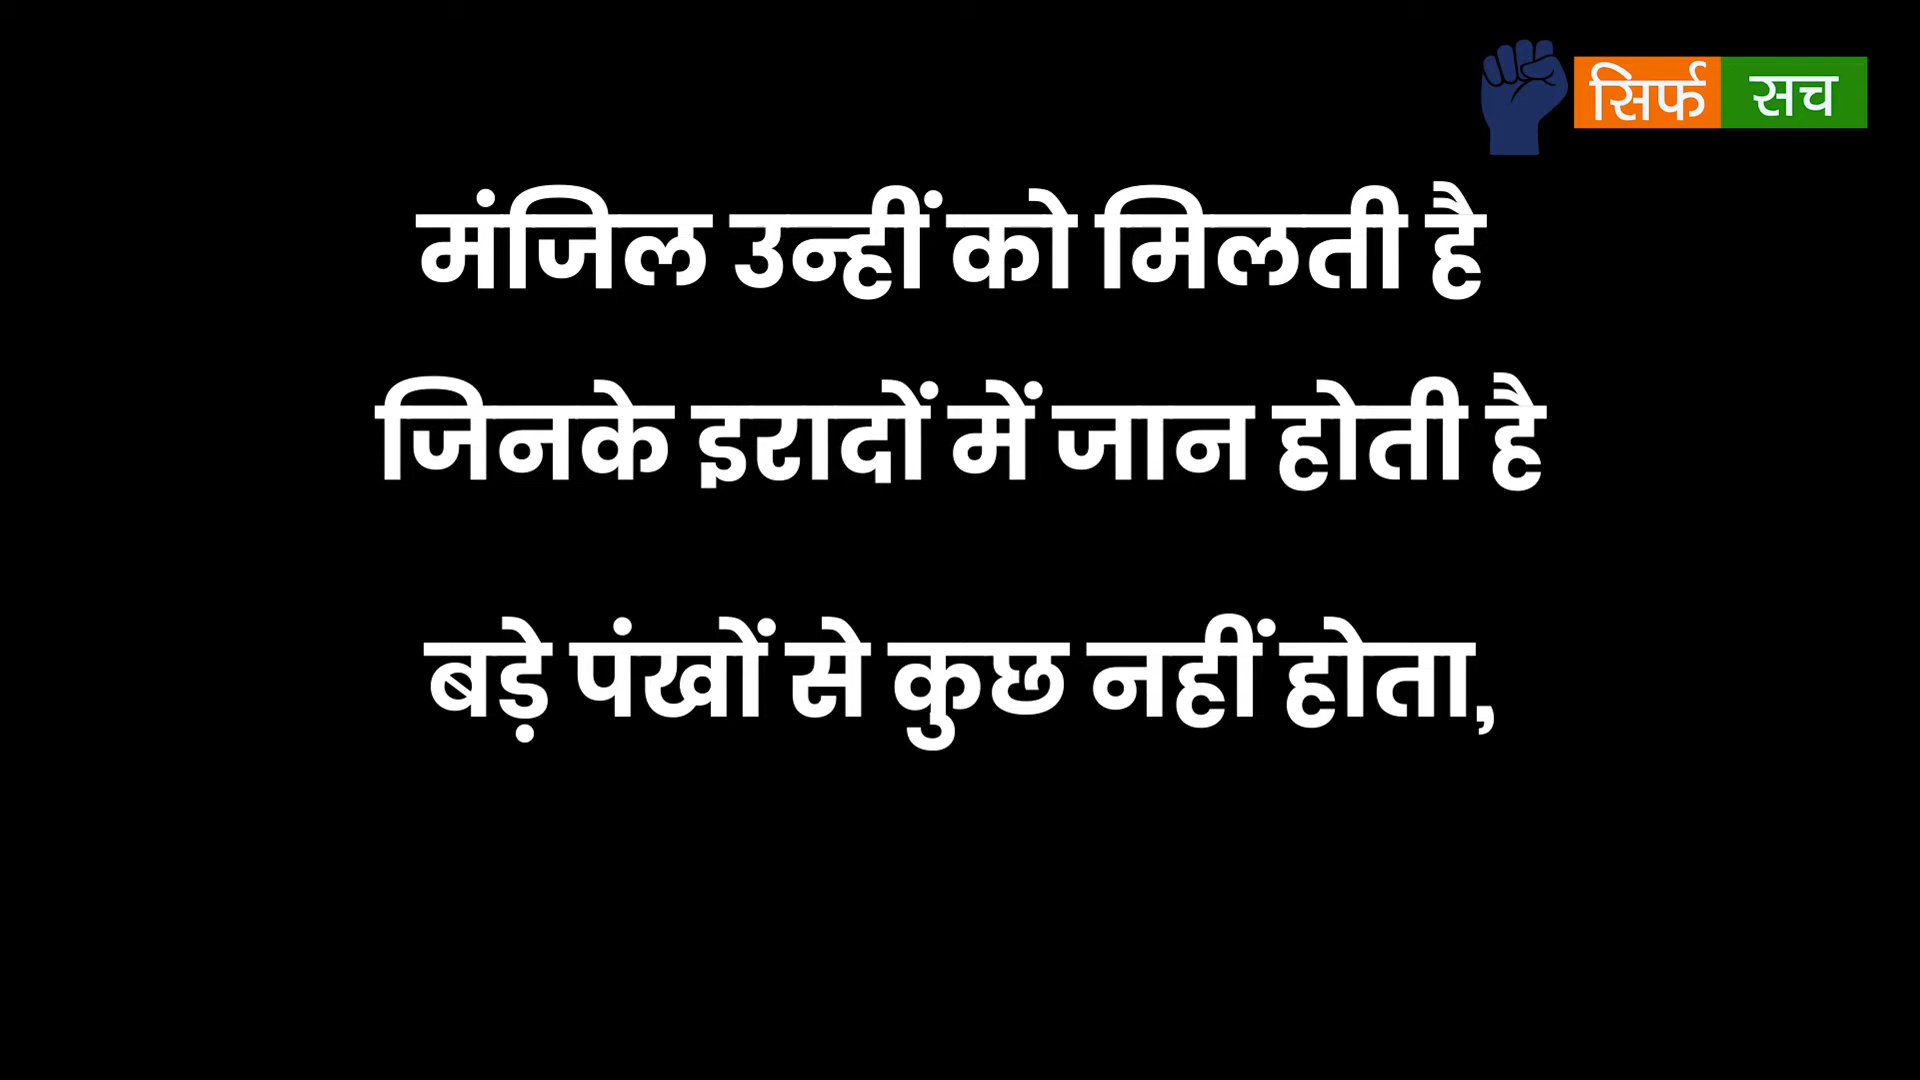 सिर्फ सच
मंजिल उन्हीं को मिलती है
जिनके इरादों में जान होती है
बड़े पंखों से कुछ नहीं होता,